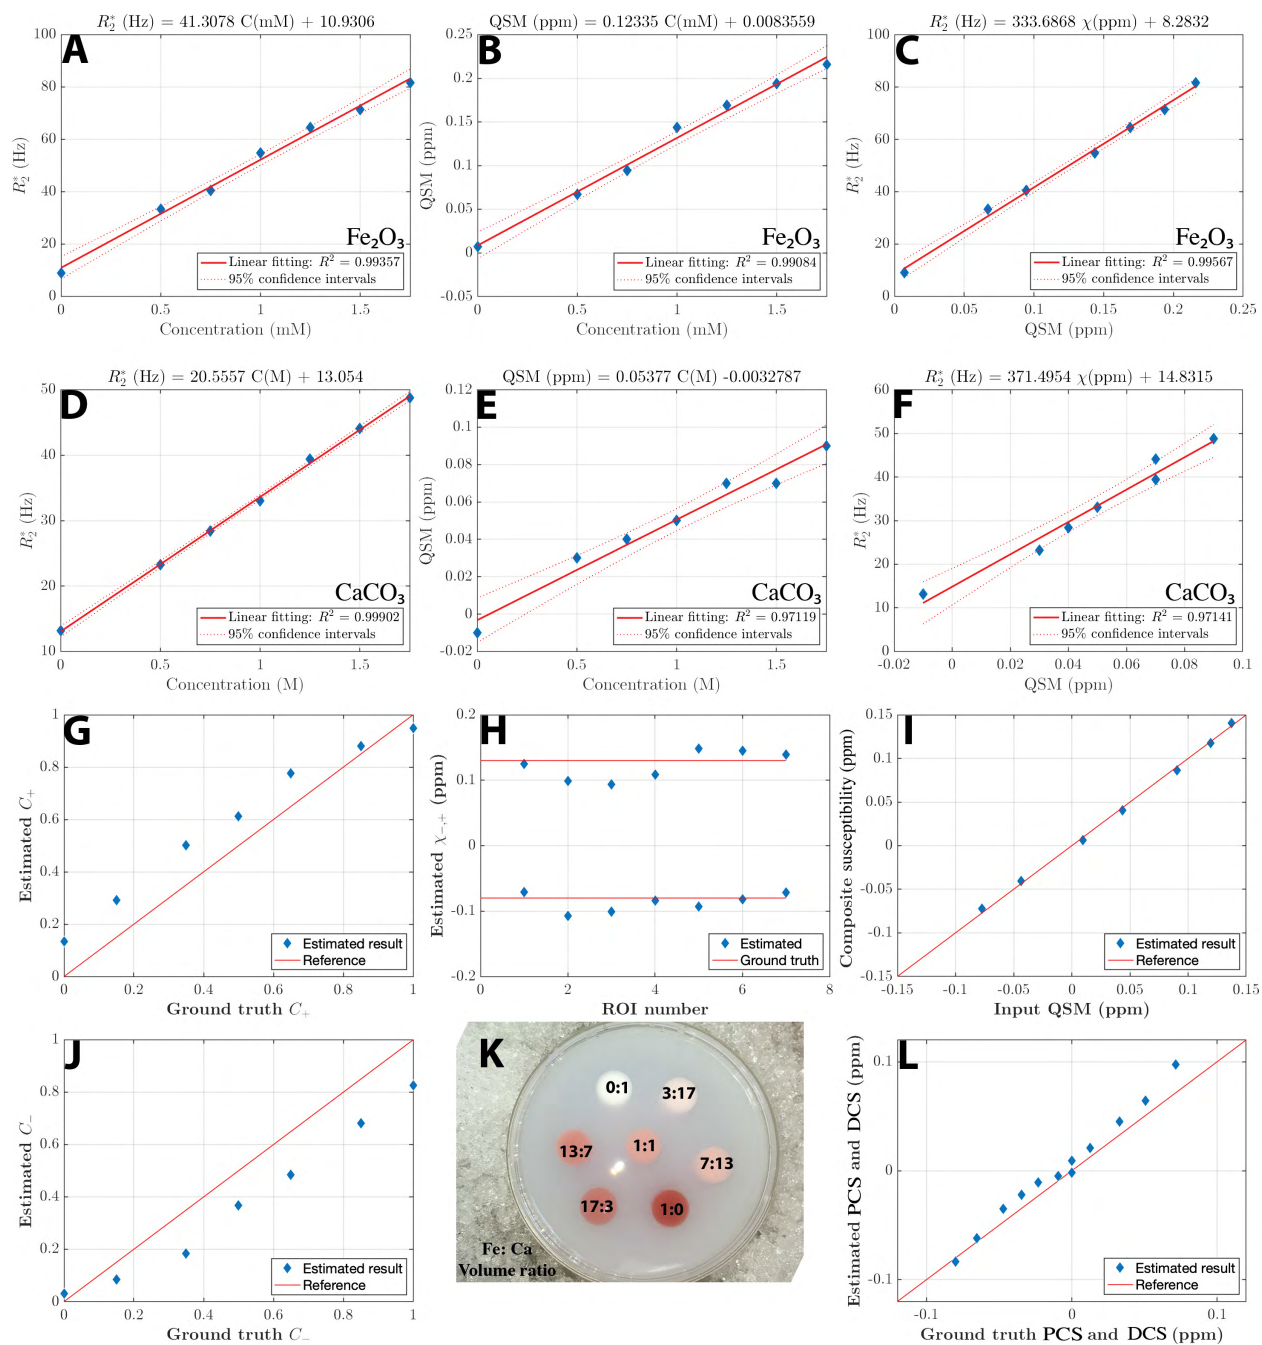 R₂* (Hz) = 41.3078 C(mM) + 10.9306
A
100
80
60
40
20
0
R₂* (Hz)
Fe₂O₃
Linear fitting: R² = 0.99357
95% confidence intervals
0 0.5 1 1.5
Concentration (mM)
QSM (ppm) = 0.12335 C(mM) + 0.0083559
B
0.25
0.2
0.15
0.1
0.05
0
-0.05
QSM (ppm)
Fe₂O₃
Linear fitting: R² = 0.99084
95% confidence intervals
0 0.5 1 1.5
Concentration (mM)
R₂* (Hz) = 333.6868 χ(ppm) + 8.2832
C
100
80
60
40
20
0
R₂* (Hz)
Fe₂O₃
Linear fitting: R² = 0.99567
95% confidence intervals
0 0.05 0.1 0.15 0.2 0.25
QSM (ppm)
R₂* (Hz) = 20.5557 C(M) + 13.054
D
50
40
30
20
10
R₂* (Hz)
CaCO₃
Linear fitting: R² = 0.99902
95% confidence intervals
0 0.5 1 1.5
Concentration (M)
QSM (ppm) = 0.05377 C(M) -0.0032787
E
0.12
0.1
0.08
0.06
0.04
0.02
0
-0.02
QSM (ppm)
CaCO₃
Linear fitting: R² = 0.97119
95% confidence intervals
0 0.5 1 1.5
Concentration (M)
R₂* (Hz) = 371.4954 χ(ppm) + 14.8315
F
60
50
40
30
20
10
0
R₂* (Hz)
CaCO₃
Linear fitting: R² = 0.97141
95% confidence intervals
-0.02 0 0.02 0.04 0.06 0.08 0.1
QSM (ppm)
G
1
0.8
0.6
0.4
0.2
0
Estimated C₊
Estimated result
Reference
0 0.2 0.4 0.6 0.8 1
Ground truth C₊
H
0.2
0.1
0
-0.1
-0.2
Estimated χ₋,₊ (ppm)
Estimated
Ground truth
0 2 4 6 8
ROI number
I
0.15
0.1
0.05
0
-0.05
-0.1
-0.15
Composite susceptibility (ppm)
Estimated result
Reference
-0.15 -0.1 -0.05 0 0.05 0.1 0.15
Input QSM (ppm)
J
1
0.8
0.6
0.4
0.2
0
Estimated C₋
Estimated result
Reference
0 0.2 0.4 0.6 0.8 1
Ground truth C₋
K
0:1
3:17
13:7
1:1
7:13
17:3
1:0
Fe: Ca
Volume ratio
L
0.1
0
-0.1
Estimated PCS and DCS (ppm)
Estimated result
Reference
-0.1 0 0.1
Ground truth PCS and DCS (ppm)